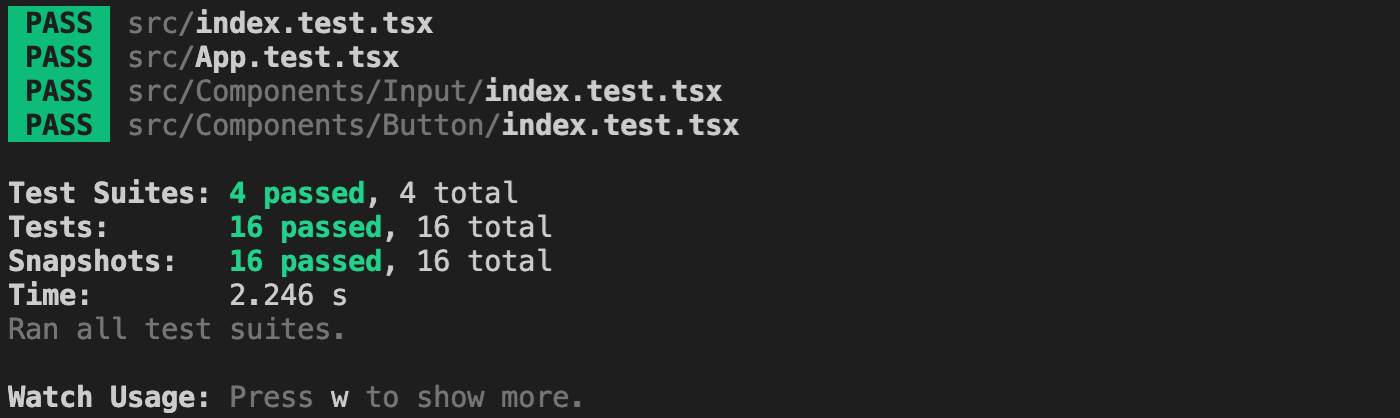 PASS src/index.test.tsx
PASS src/App.test.tsx
PASS src/Components/Input/index.test.tsx
PASS src/Components/Button/index.test.tsx
Test Suites: 4 passed, 4 total
Tests: 16 passed, 16 total
Snapshots: 16 passed, 16 total
Time: 2.246 s
Ran all test suites.
Watch Usage: Press w to show more.